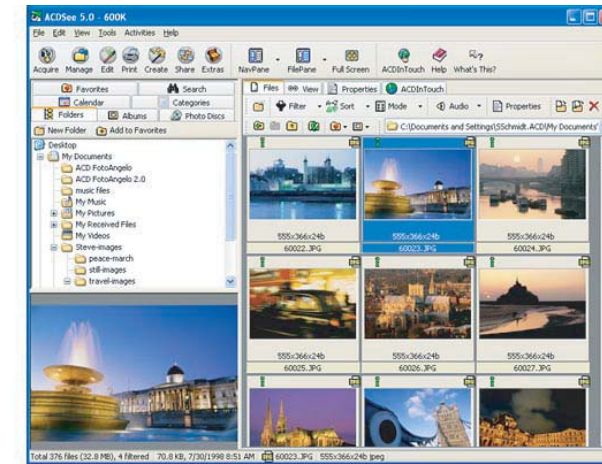 ACDSee 5.0 - 600K
File Edit View Tools Activities Help
Acquire Manage Edit Print Create Share Extras NavPane FilePane Full Screen ACDInTouch Help What's This?
Favorites Search
Calendar Categories
Folders Albums Photo Discs
New Folder Add to Favorites
Desktop
My Documents
ACD FotoAngelo
ACD FotoAngelo 2.0
music files
My Music
My Pictures
My Received Files
My Videos
Steve-images
peace-march
still-images
travel-images
Files View Properties ACDInTouch
Filter Sort Mode Audio Properties
C:\Documents and Settings\SSchmidt.ACD\My Documents\
555x366x24b 555x366x24b 555x366x24b
60022.JPG 60023.JPG 60024.JPG
555x366x24b 555x366x24b 555x366x24b
60025.JPG 60026.JPG 60027.JPG
Total 376 files (32.8 MB), 4 filtered 70.8 KB, 7/30/1998 8:51 AM 60023.JPG 555x366x24b jpeg